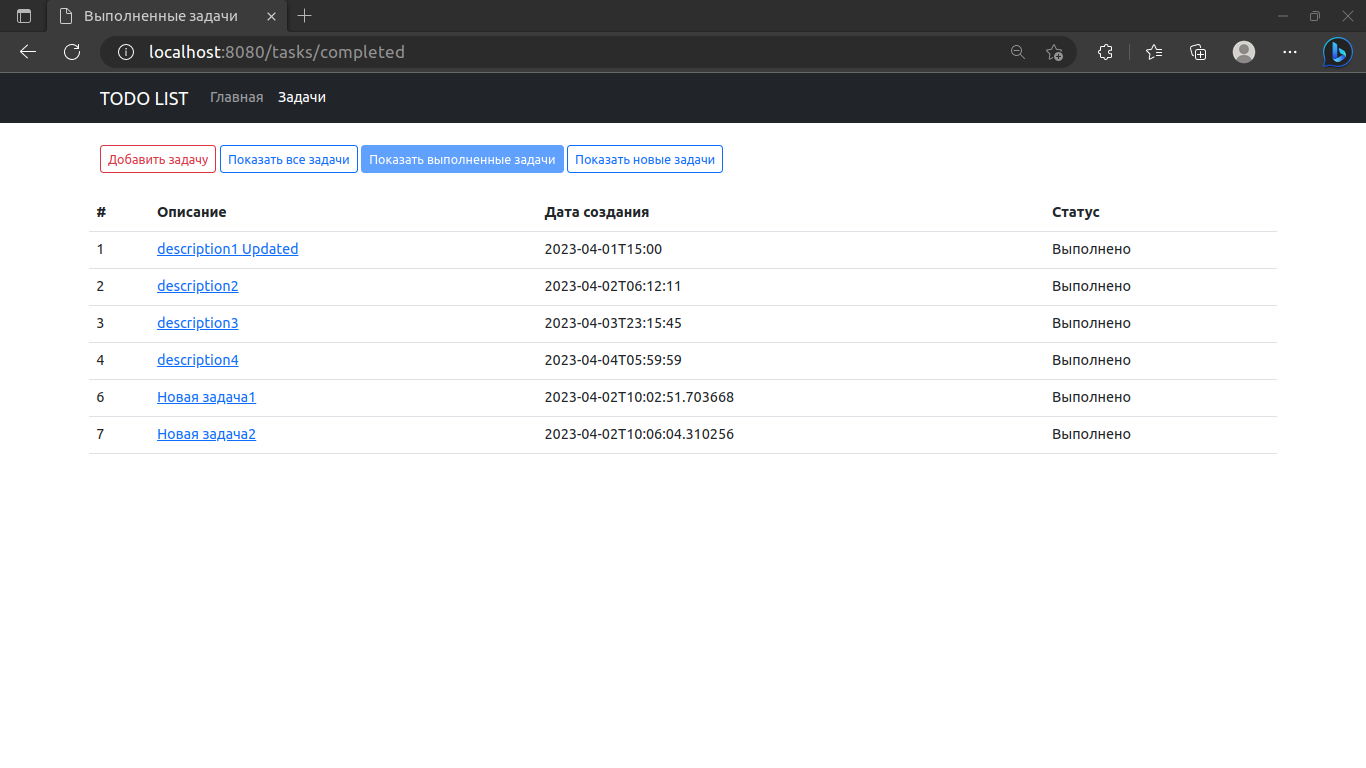 Выполненные задачи
localhost:8080/tasks/completed
TODO LIST Главная Задачи
Добавить задачу Показать все задачи Показать выполненные задачи Показать новые задачи
# Описание Дата создания Статус
1 description1 Updated 2023-04-01T15:00 Выполнено
2 description2 2023-04-02T06:12:11 Выполнено
3 description3 2023-04-03T23:15:45 Выполнено
4 description4 2023-04-04T05:59:59 Выполнено
6 Новая задача1 2023-04-02T10:02:51.703668 Выполнено
7 Новая задача2 2023-04-02T10:06:04.310256 Выполнено